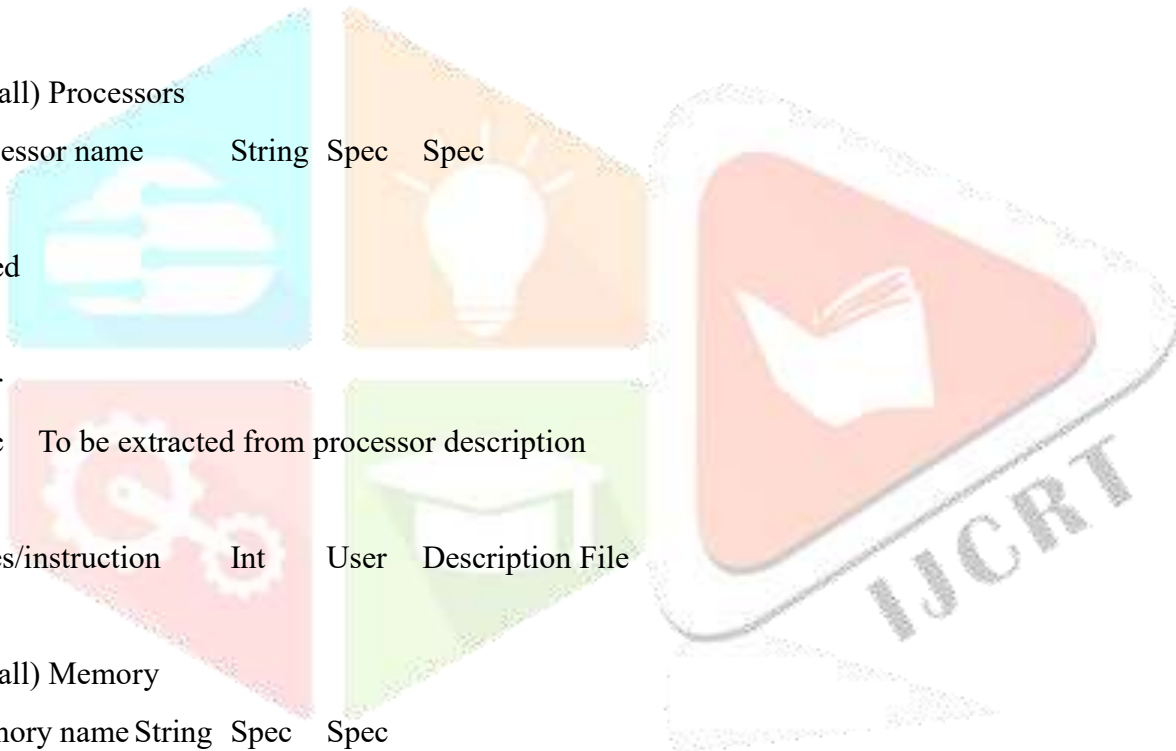 all) Processors
essor name String Spec Spec
ed
To be extracted from processor description
es/instruction Int User Description File
all) Memory
mory name String Spec Spec
IJCRT